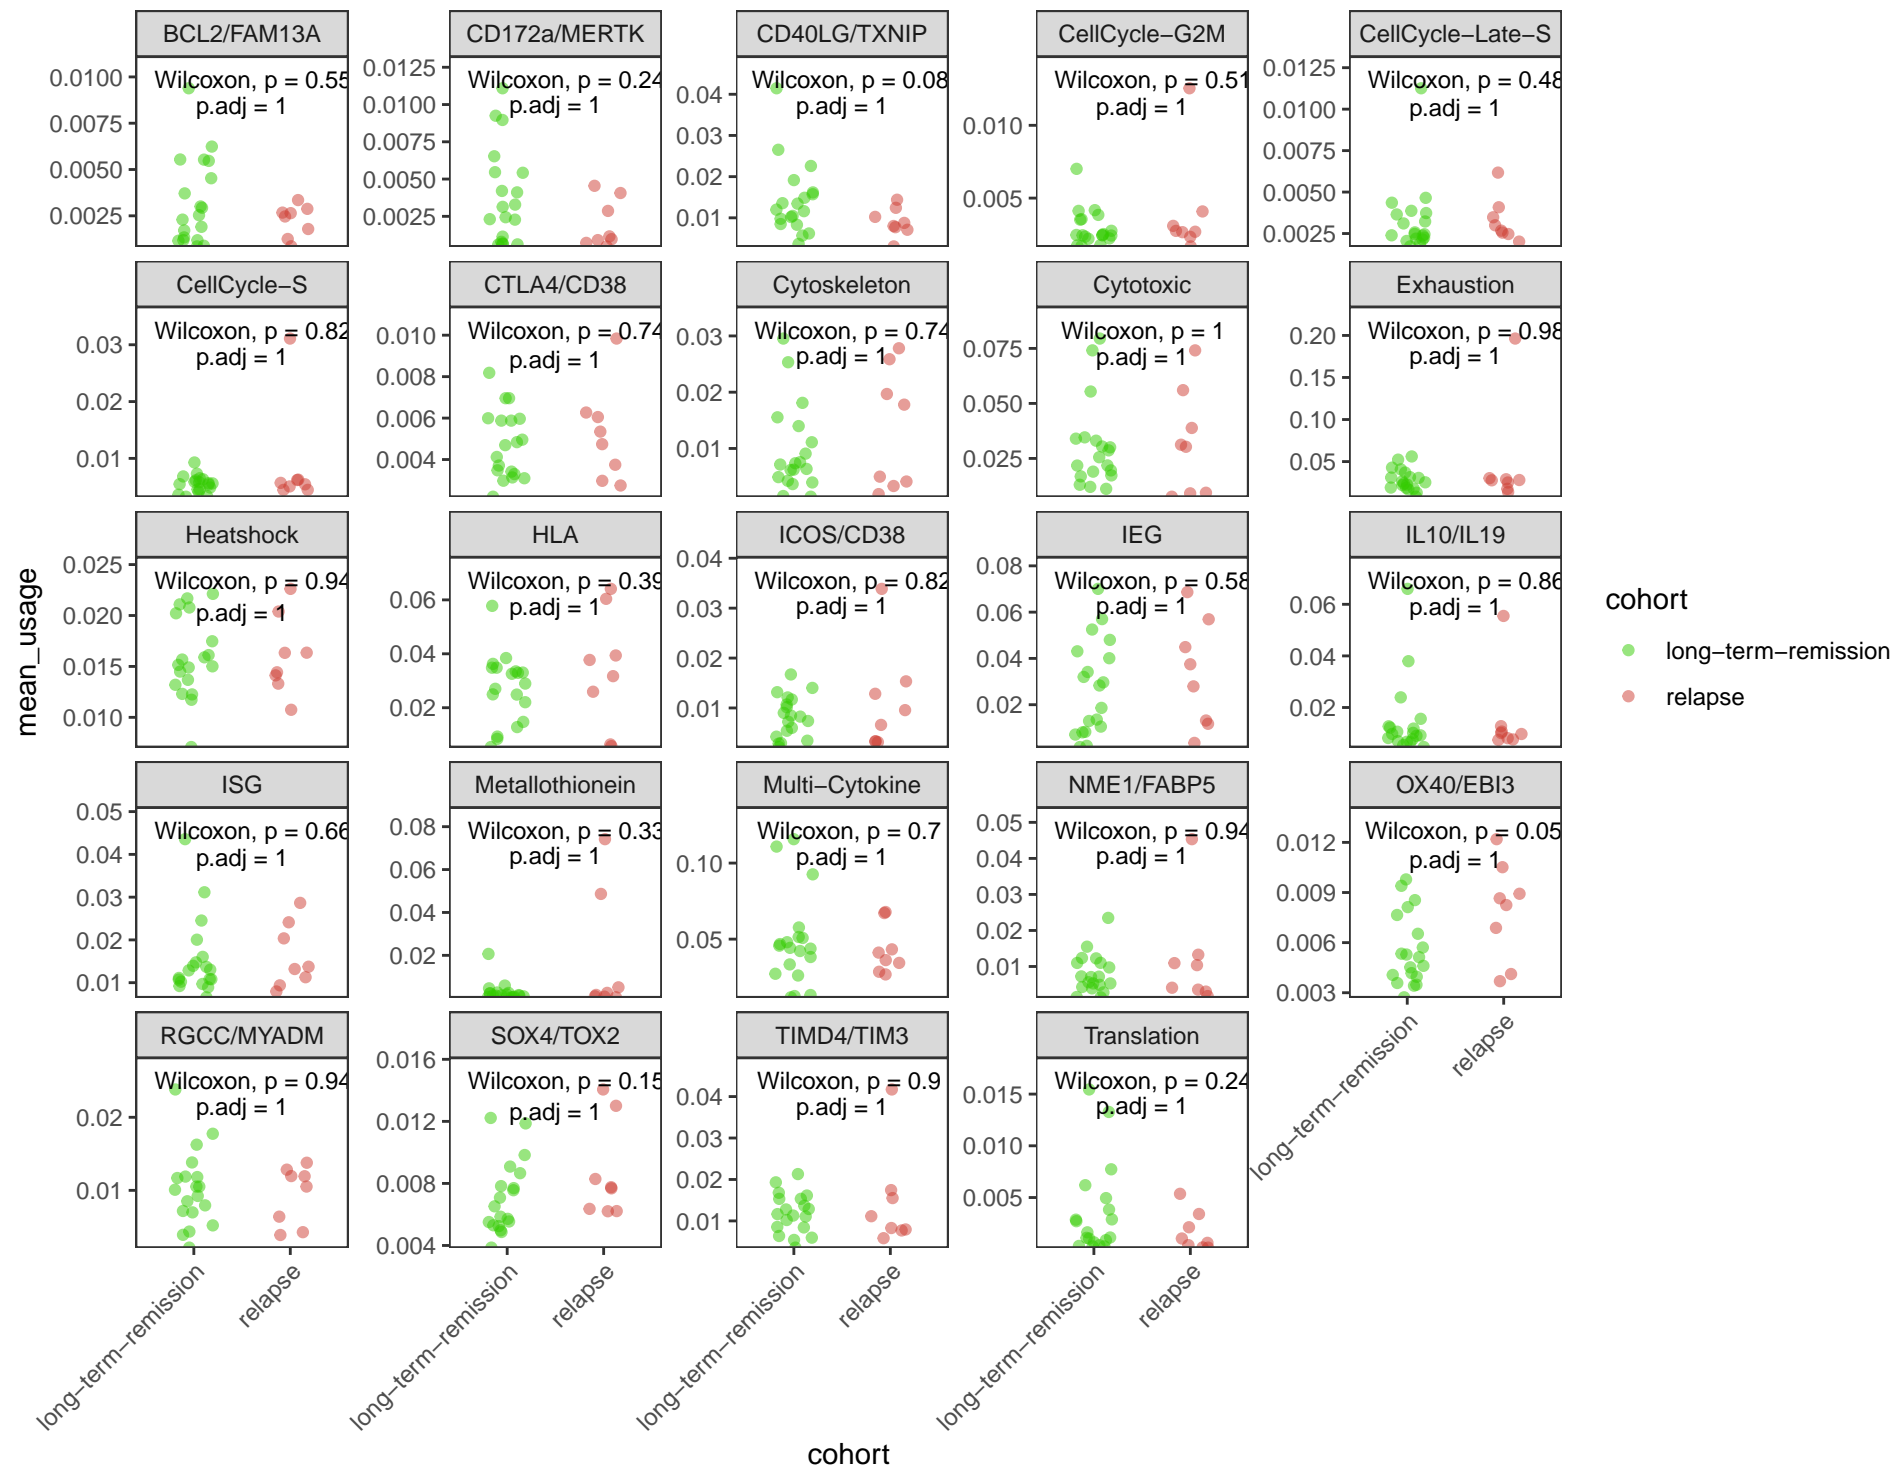 BCL2/FAM13A
Wilcoxon, p = 0.55
p.adj = 1
0.0100
0.0075
0.0050
0.0025
CD172a/MERTK
Wilcoxon, p = 0.24
p.adj = 1
0.0125
0.0100
0.0075
0.0050
0.0025
CD40LG/TXNIP
Wilcoxon, p = 0.08
p.adj = 1
0.04
0.03
0.02
0.01
CellCycle−G2M
Wilcoxon, p = 0.51
p.adj = 1
0.010
0.005
CellCycle−Late−S
Wilcoxon, p = 0.48
p.adj = 1
0.0125
0.0100
0.0075
0.0050
0.0025
CellCycle−S
Wilcoxon, p = 0.82
p.adj = 1
0.03
0.02
0.01
CTLA4/CD38
Wilcoxon, p = 0.74
p.adj = 1
0.010
0.008
0.006
0.004
Cytoskeleton
Wilcoxon, p = 0.74
p.adj = 1
0.03
0.02
0.01
Cytotoxic
Wilcoxon, p = 1
p.adj = 1
0.075
0.050
0.025
Exhaustion
Wilcoxon, p = 0.98
p.adj = 1
0.20
0.15
0.10
0.05
Heatshock
Wilcoxon, p = 0.94
p.adj = 1
0.025
0.020
0.015
0.010
HLA
Wilcoxon, p = 0.39
p.adj = 1
0.06
0.04
0.02
ICOS/CD38
Wilcoxon, p = 0.82
p.adj = 1
0.04
0.03
0.02
0.01
IEG
Wilcoxon, p = 0.58
p.adj = 1
0.08
0.06
0.04
0.02
IL10/IL19
Wilcoxon, p = 0.86
p.adj = 1
0.06
0.04
0.02
ISG
Wilcoxon, p = 0.66
p.adj = 1
0.05
0.04
0.03
0.02
0.01
Metallothionein
Wilcoxon, p = 0.33
p.adj = 1
0.08
0.06
0.04
0.02
Multi−Cytokine
Wilcoxon, p = 0.7
p.adj = 1
0.10
0.05
NME1/FABP5
Wilcoxon, p = 0.94
p.adj = 1
0.05
0.04
0.03
0.02
0.01
OX40/EBI3
Wilcoxon, p = 0.05
p.adj = 1
0.012
0.009
0.006
0.003
long−term−remission
relapse
RGCC/MYADM
Wilcoxon, p = 0.94
p.adj = 1
0.02
0.01
long−term−remission
relapse
SOX4/TOX2
Wilcoxon, p = 0.15
p.adj = 1
0.016
0.012
0.008
0.004
long−term−remission
relapse
TIMD4/TIM3
Wilcoxon, p = 0.9
p.adj = 1
0.04
0.03
0.02
0.01
long−term−remission
relapse
Translation
Wilcoxon, p = 0.24
p.adj = 1
0.015
0.010
0.005
long−term−remission
relapse
mean_usage
cohort
cohort
long−term−remission
relapse